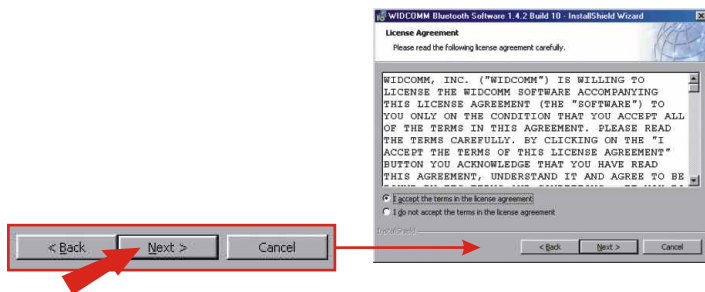 WIDCOMM Bluetooth Software 1.4.2 Build 10 - InstallShield Wizard
License Agreement
Please read the following license agreement carefully.
WIDCOMM, INC. ("WIDCOMM") IS WILLING TO
LICENSE THE WIDCOMM SOFTWARE ACCOMPANYING
THIS LICENSE AGREEMENT (THE "SOFTWARE") TO
YOU ONLY ON THE CONDITION THAT YOU ACCEPT ALL
OF THE TERMS IN THIS AGREEMENT. PLEASE READ
THE TERMS CAREFULLY. BY CLICKING ON THE "I
ACCEPT THE TERMS OF THIS LICENSE AGREEMENT"
BUTTON YOU ACKNOWLEDGE THAT YOU HAVE READ
THIS AGREEMENT, UNDERSTAND IT AND AGREE TO BE
I accept the terms in the license agreement
I do not accept the terms in the license agreement
InstallShield
< Back Next > Cancel
< Back Next > Cancel